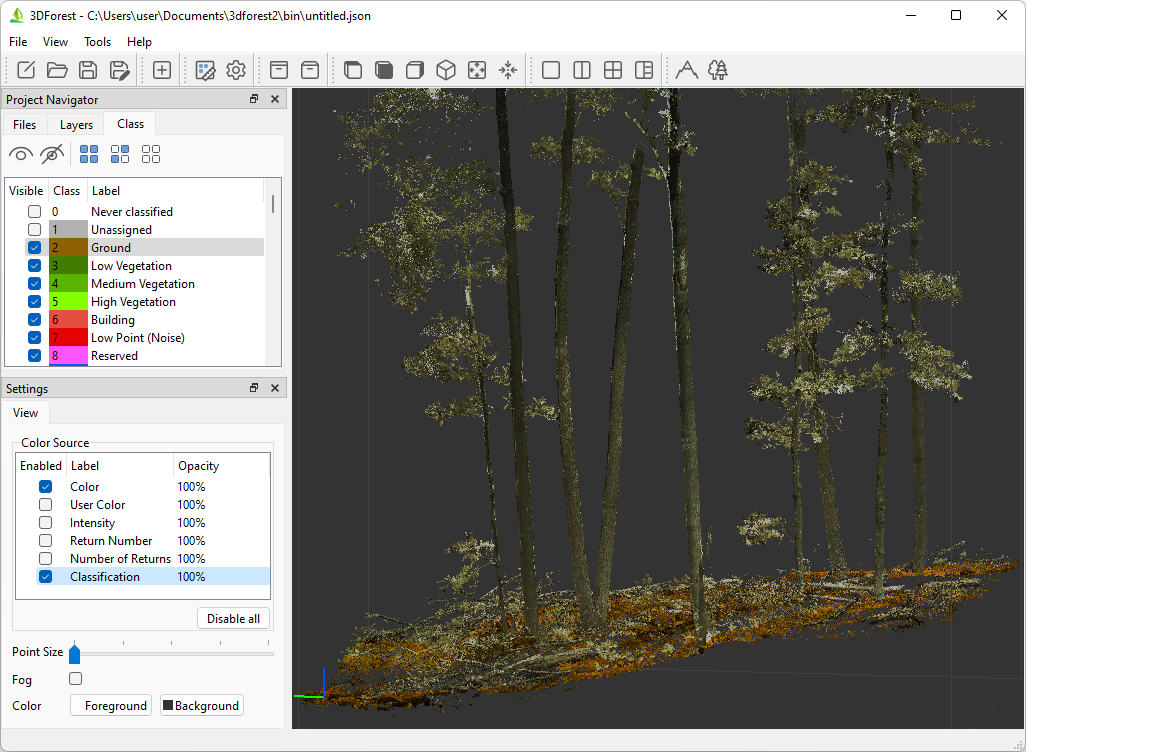 3DForest - C:\Users\user\Documents\3dforest2\bin\untitled.json
File View Tools Help
Project Navigator
Files Layers Class
Visible Class Label
0 Never classified
1 Unassigned
2 Ground
3 Low Vegetation
4 Medium Vegetation
5 High Vegetation
6 Building
7 Low Point (Noise)
8 Reserved
Settings
View
Color Source
Enabled Label Opacity
Color 100%
User Color 100%
Intensity 100%
Return Number 100%
Number of Returns 100%
Classification 100%
Disable all
Point Size
Fog
Color Foreground Background